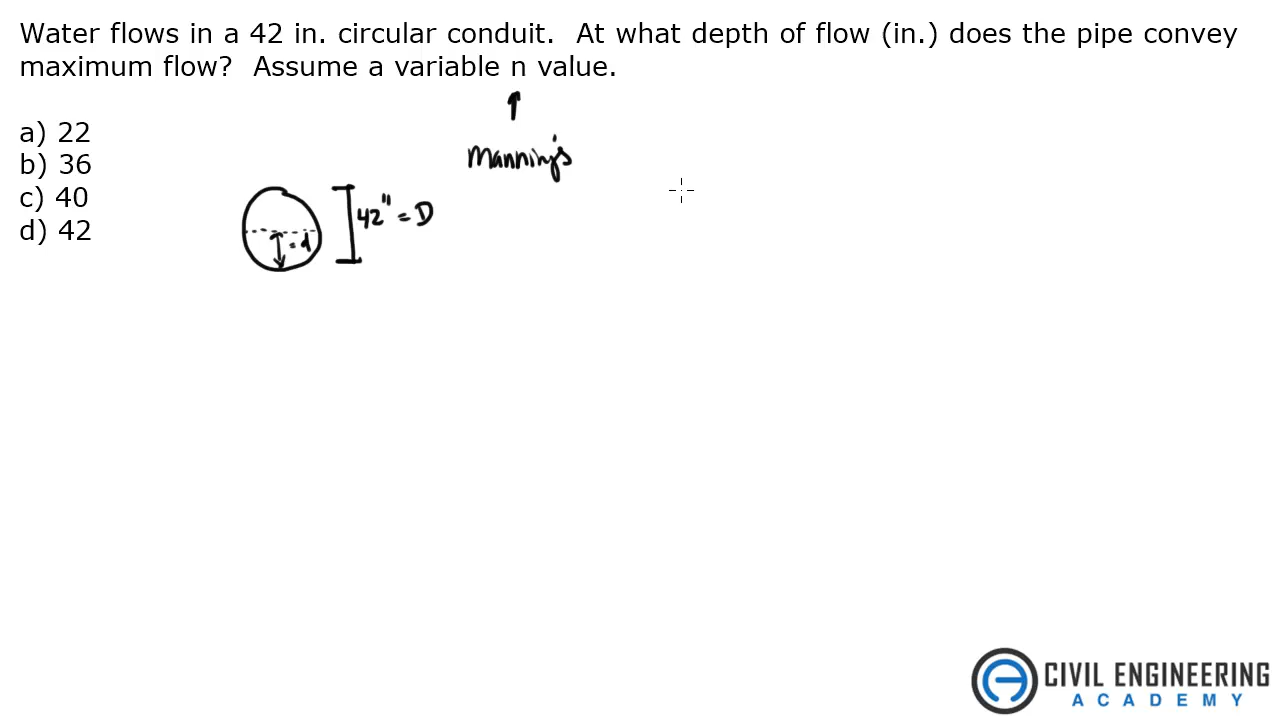 Water flows in a 42 in. circular conduit. At what depth of flow (in.) does the pipe convey
maximum flow? Assume a variable n value.
a) 22
b) 36
c) 40
d) 42
Manning's
42" = D
= d
CIVIL ENGINEERING
ACADEMY